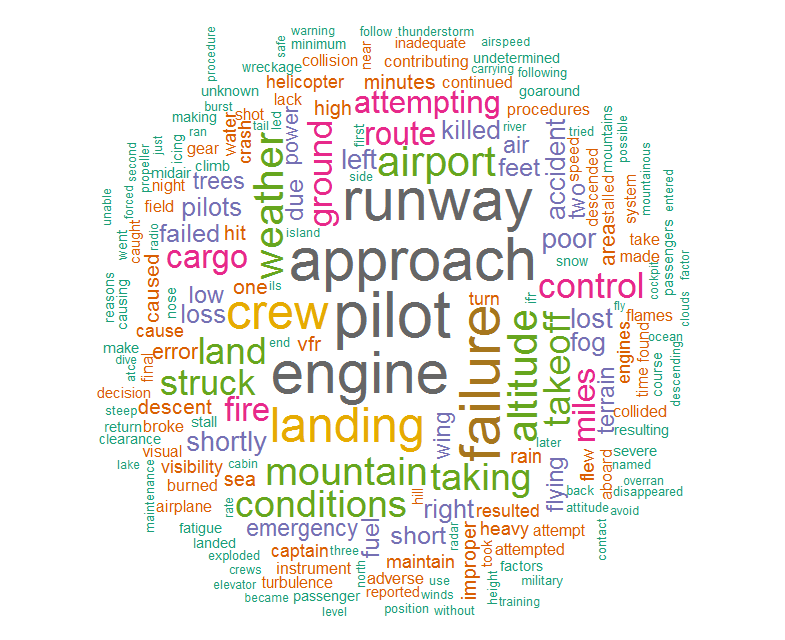 warning
follow
thunderstorm
procedure
safe
minimum
near
inadequate
airspeed
collision
contributing
undetermined
wreckage
carrying
following
helicopter
minutes
continued
goaround
unknown
lack
high
attempting
procedures
burst
shot
led
power
making
tail
water
crash
first
route
killed
river
air
accident
tried
mountains
possible
ran
just
icing
gear
weather
ground
left
airport
feet
two
speed
descended
stalled
area
system
mountainous
second
propeller
midair
climb
trees
due
side
runway
night
unable
forced
field
pilots
island
poor
take
made
entered
passengers
went
caught
radio
failed
hit
snow
cockpit
factor
cargo
ils
approach
control
fly
clouds
reasons
causing
caused
nose
low
one
turn
ifr
lost
flames
loss
crew
pilot
failure
altitude
takeoff
fog
engines
time
found
ocean
cause
make
error
land
end
vfr
terrain
course
descending
dive
atc
final
struck
engine
miles
decision
steep
descent
fire
landing
wing
collided
return
broke
stall
shortly
later
resulting
clearance
visual
rain
severe
lake
maintenance
visibility
cabin
mountain
taking
flying
flew
aboard
named
overran
burned
sea
back
disappeared
airplane
rate
conditions
hill
right
resulted
attitude
avoid
fatigue
landed
emergency
fuel
short
radar
heavy
attempt
contact
exploded
captain
three
improper
took
attempted
crews
instrument
maintain
factors
elevator
turbulence
north
adverse
use
height
military
became
passenger
reported
winds
training
level
position
without